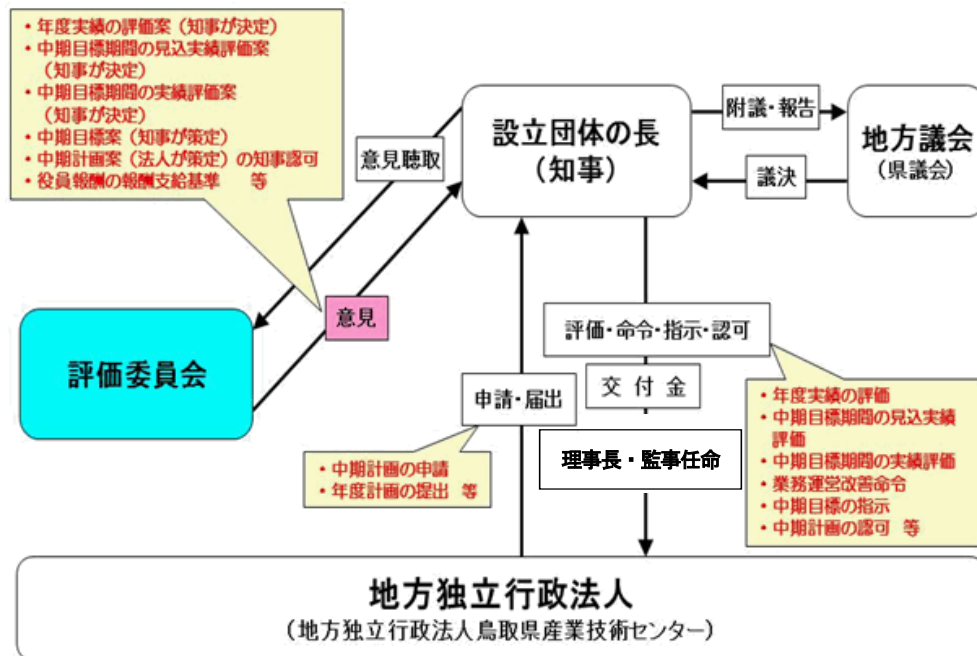 ・年度実績の評価案(知事が決定)
・中期目標期間の見込実績評価案
(知事が決定)
・中期目標期間の実績評価案
(知事が決定)
・中期目標案(知事が策定)
・中期計画案(法人が策定)の知事認可
・役員報酬の報酬支給基準 等
意見聴取
設立団体の長
(知事)
附議・報告
議決
地方議会
(県議会)
意見
評価委員会
評価・命令・指示・認可
交 付 金
申請・届出
理事長・監事任命
・中期計画の申請
・年度計画の提出 等
・年度実績の評価
・中期目標期間の見込実績
評価
・中期目標期間の実績評価
・業務運営改善命令
・中期目標の指示
・中期計画の認可 等
地方独立行政法人
(地方独立行政法人鳥取県産業技術センター)